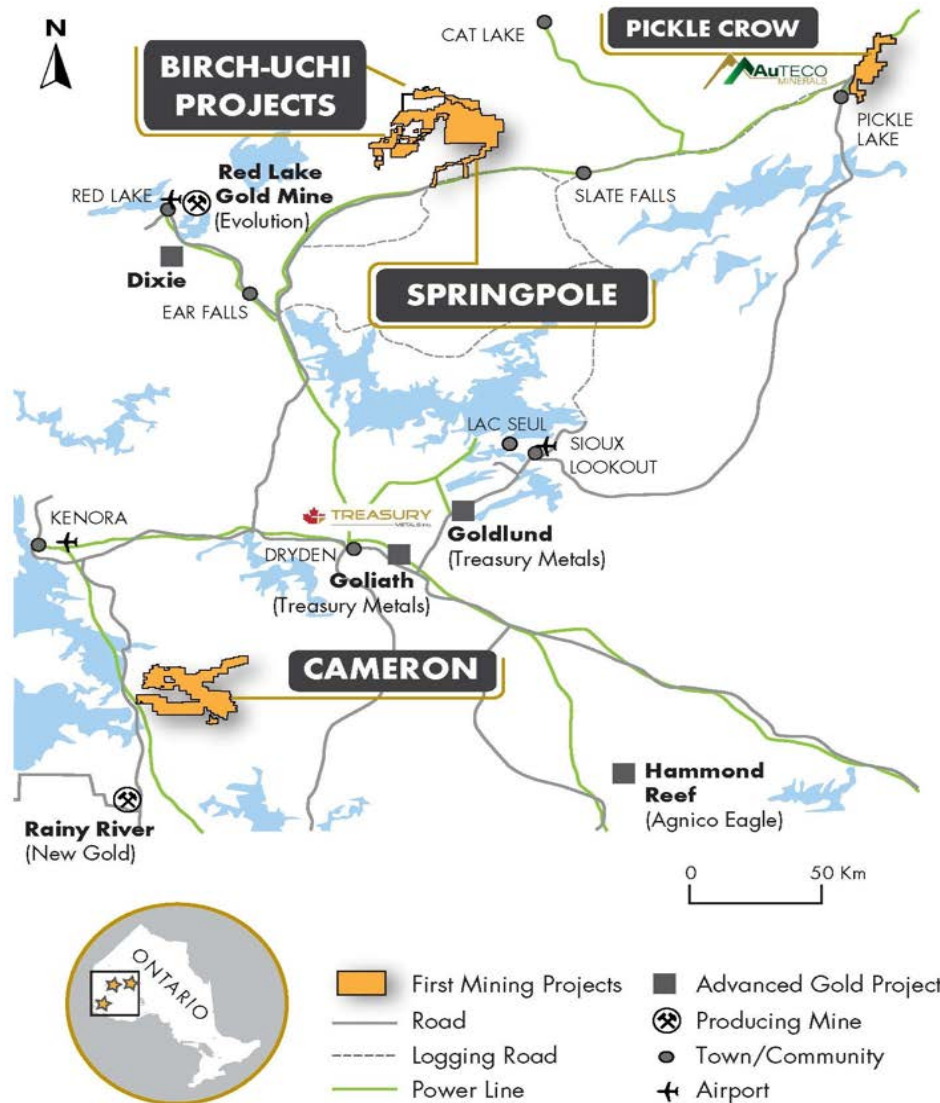 N
CAT LAKE
PICKLE CROW
AuTECO
MINERALS
BIRCH-UCHI
PROJECTS
PICKLE
LAKE
Red Lake
Gold Mine
(Evolution)
RED LAKE
SLATE FALLS
Dixie
EAR FALLS
SPRINGPOLE
LAC SEUL
SIOUX
LOOKOUT
KENORA
TREASURY
METALS Inc.
Goldlund
(Treasury Metals)
DRYDEN
Goliath
(Treasury Metals)
CAMERON
Hammond
Reef
(Agnico Eagle)
Rainy River
(New Gold)
0 50 Km
ONTARIO
First Mining Projects
Road
Logging Road
Power Line
Advanced Gold Project
Producing Mine
Town/Community
Airport